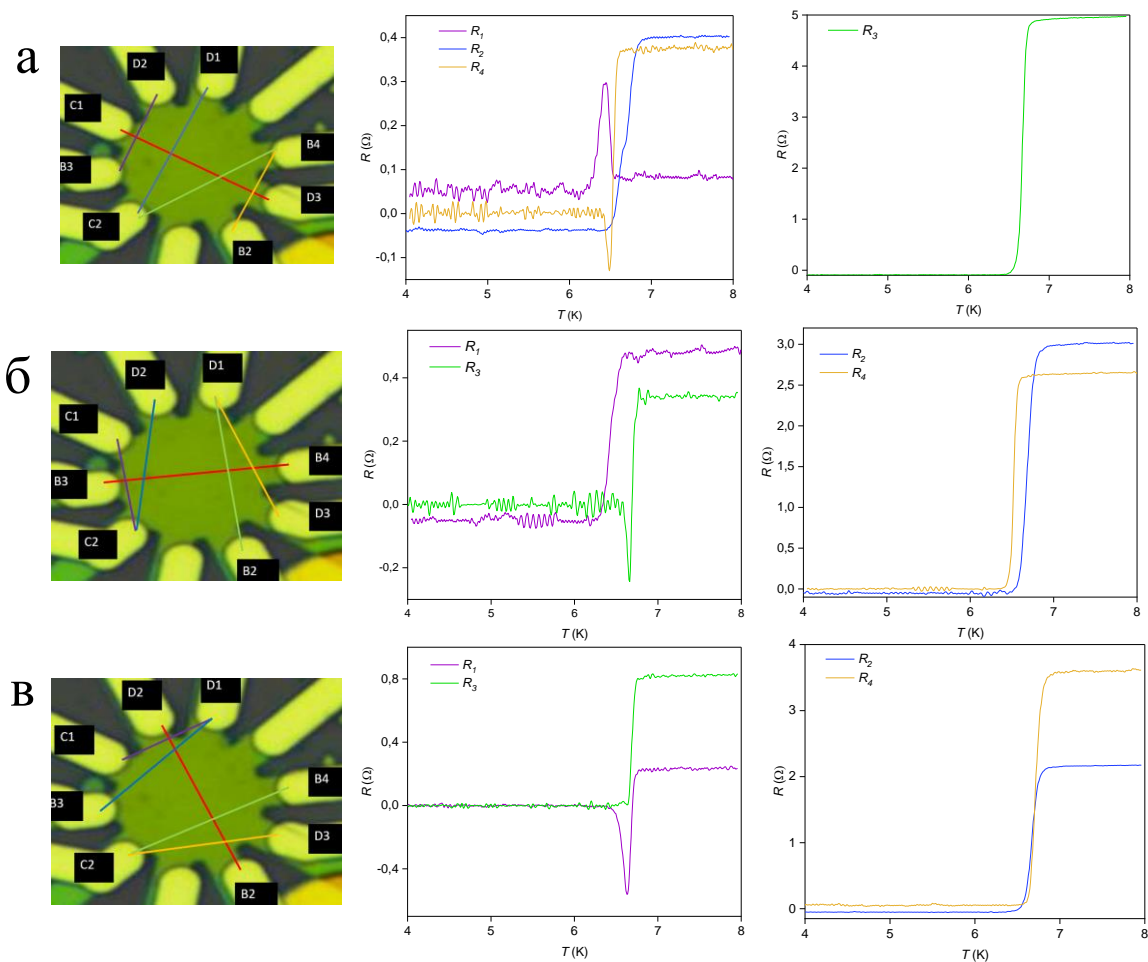 а
D2
D1
C1
B4
B3
D3
C2
B2
R1
R2
R4
0,4
0,3
0,2
0,1
0,0
-0,1
R (Ω)
4
5
6
7
8
T (K)
R3
5
4
3
2
1
0
R (Ω)
4
5
6
7
8
T (K)
б
D2
D1
C1
B4
B3
D3
C2
B2
R1
R3
0,4
0,2
0,0
-0,2
R (Ω)
4
5
6
7
8
T (K)
R2
R4
3,0
2,5
2,0
1,5
1,0
0,5
0,0
R (Ω)
4
5
6
7
8
T (K)
в
D2
D1
C1
B4
B3
D3
C2
B2
R1
R3
0,8
0,4
0,0
-0,4
R (Ω)
4
5
6
7
8
T (K)
R2
R4
4
3
2
1
0
R (Ω)
4
5
6
7
8
T (K)